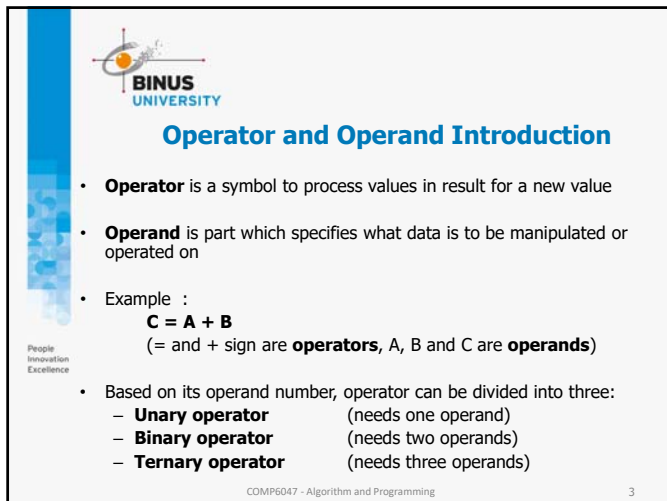 BINUS
UNIVERSITY
Operator and Operand Introduction
• Operator is a symbol to process values in result for a new value
• Operand is part which specifies what data is to be manipulated or
operated on
• Example :
C = A + B
(= and + sign are operators, A, B and C are operands)
People
Innovation
Excellence
• Based on its operand number, operator can be divided into three:
– Unary operator (needs one operand)
– Binary operator (needs two operands)
– Ternary operator (needs three operands)
COMP6047 - Algorithm and Programming 3